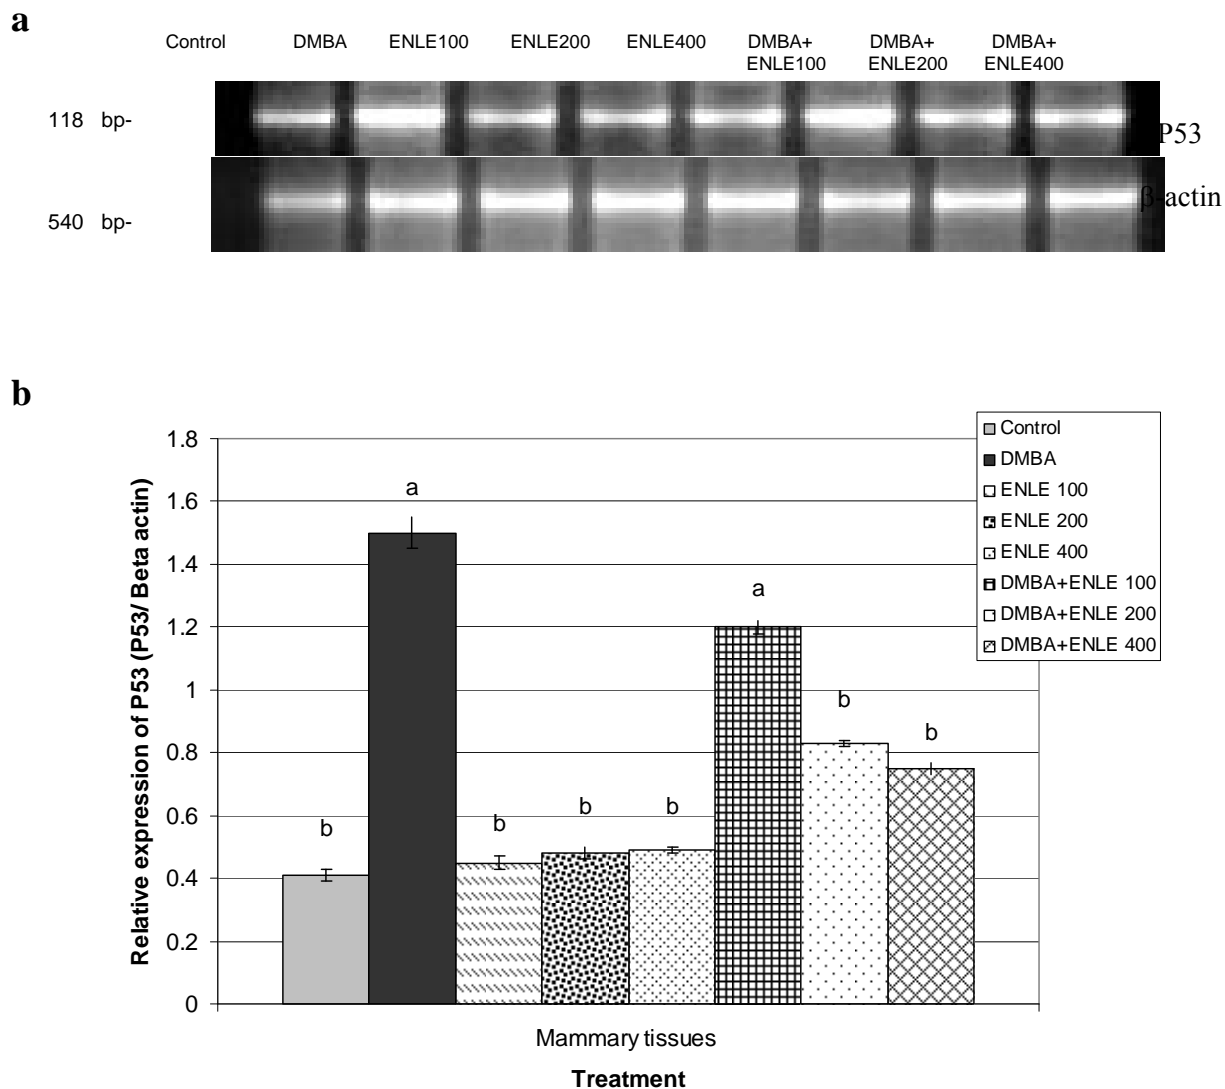 a
Control DMBA ENLE100 ENLE200 ENLE400 DMBA+ DMBA+ DMBA+
ENLE100 ENLE200 ENLE400
118 bp-
P53
β-actin
540 bp-
b
Control
DMBA
ENLE 100
ENLE 200
ENLE 400
DMBA+ENLE 100
DMBA+ENLE 200
DMBA+ENLE 400
Relative expression of P53 (P53/ Beta actin)
1.8
1.6
1.4
1.2
1
0.8
0.6
0.4
0.2
0
b
a
b
b
b
a
b
b
Mammary tissues
Treatment